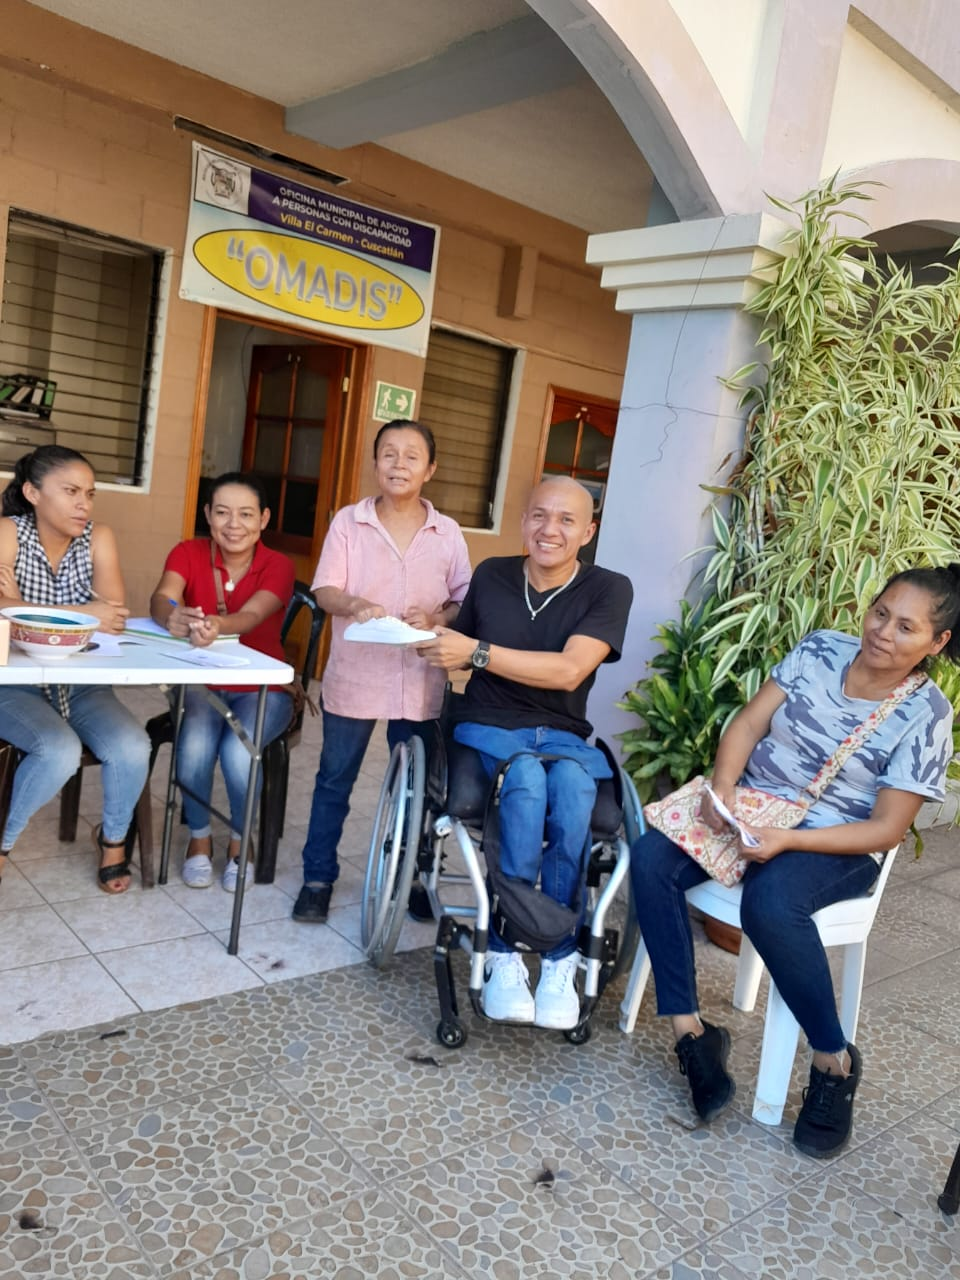 OFICINA MUNICIPAL DE APOYO
A PERSONAS CON DISCAPACIDAD
Villa El Carmen - Cuscatlán
"OMADIS"